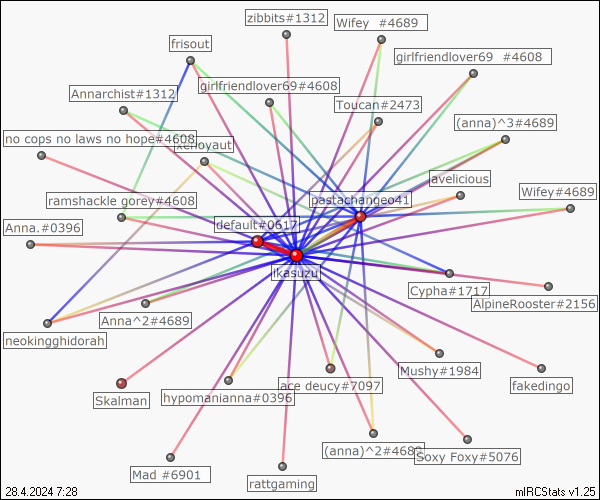 zibbits#1312
Wifey #4689
frisout
girlfriendlover69 #4608
girlfriendlover69#4608
Annarchist#1312
Toucan#2473
(anna)^3#4689
no cops no laws no hope#4608
xenoyaut
avelicious
Wifey#4689
ramshackle gorey#4608
pastachangeo41
Anna.#0396
default#0617
ikasuzu
Cypha#1717
AlpineRooster#2156
Anna^2#4689
neokingghidorah
Mushy#1984
fakedingo
ace deucy#7097
Skalman
hypomanianna#0396
(anna)^2#4689
Soxy Foxy#5076
Mad #6901
rattgang
28.4.2024 7:28
mIRCStats v1.25